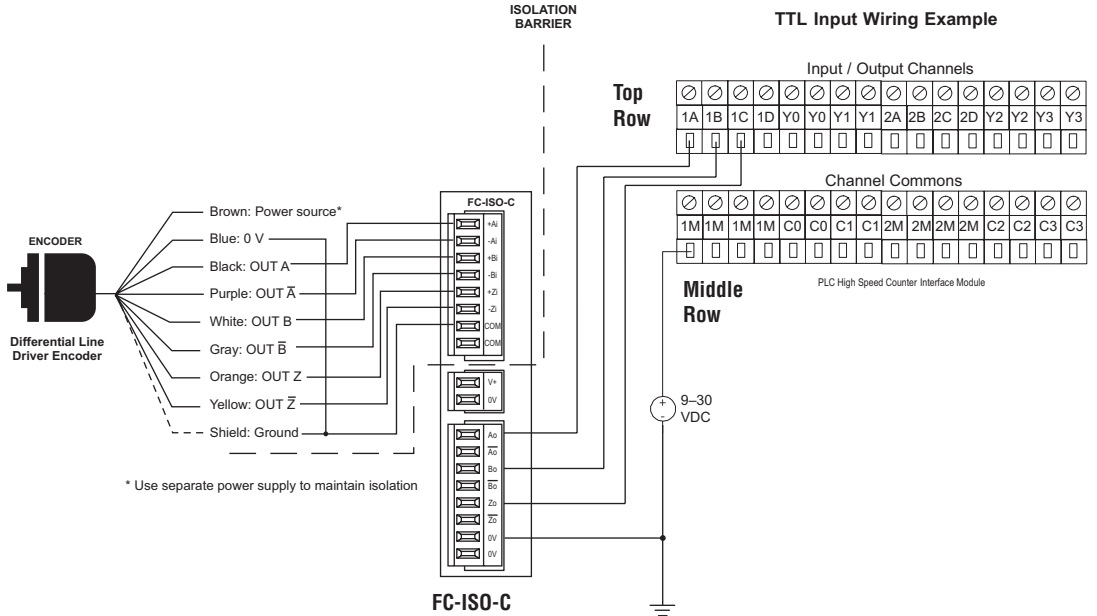 ISOLATION
BARRIER
TTL Input Wiring Example
Input / Output Channels
Top
Row
1A 1B 1C 1D Y0 Y0 Y1 Y1 2A 2B 2C 2D Y2 Y2 Y3 Y3
Channel Commons
1M 1M 1M 1M C0 C0 C1 C1 2M 2M 2M 2M C2 C2 C3 C3
PLC High Speed Counter Interface Module
Middle
Row
9–30
VDC
+
-
ENCODER
Differential Line
Driver Encoder
Brown: Power source*
Blue: 0 V
Black: OUT A
Purple: OUT A̅
White: OUT B
Gray: OUT B̅
Orange: OUT Z
Yellow: OUT Z̅
Shield: Ground
* Use separate power supply to maintain isolation
FC-ISO-C
+Ai
-Ai
+Bi
-Bi
+Zi
-Zi
COM
COM
V+
0V
Ao
A̅o̅
Bo
B̅o̅
Zo
Z̅o̅
0V
0V
FC-ISO-C